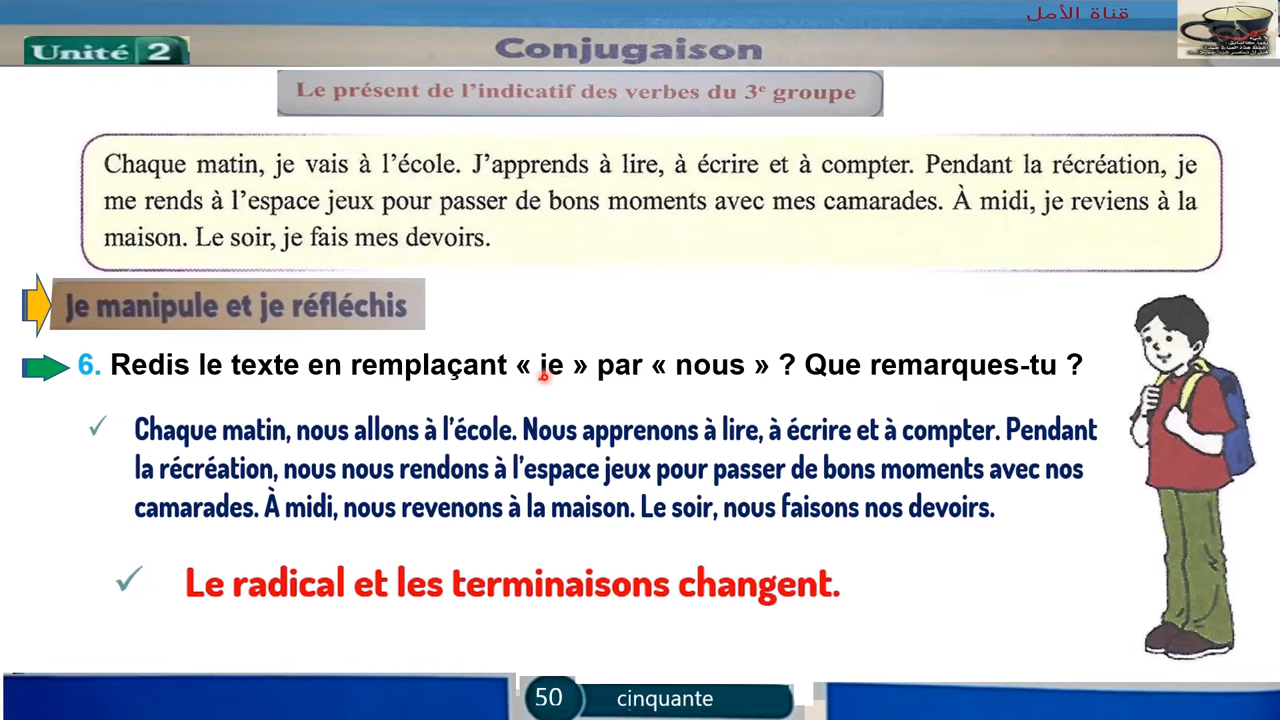 قناة الأمل
Unité 2
Conjugaison
Le présent de l'indicatif des verbes du 3e groupe
Chaque matin, je vais à l'école. J'apprends à lire, à écrire et à compter. Pendant la récréation, je
me rends à l'espace jeux pour passer de bons moments avec mes camarades. À midi, je reviens à la
maison. Le soir, je fais mes devoirs.
Je manipule et je réfléchis
6. Redis le texte en remplaçant « je » par « nous » ? Que remarques-tu ?
✓ Chaque matin, nous allons à l'école. Nous apprenons à lire, à écrire et à compter. Pendant
la récréation, nous nous rendons à l'espace jeux pour passer de bons moments avec nos
camarades. À midi, nous revenons à la maison. Le soir, nous faisons nos devoirs.
✓ Le radical et les terminaisons changent.
50 cinquante